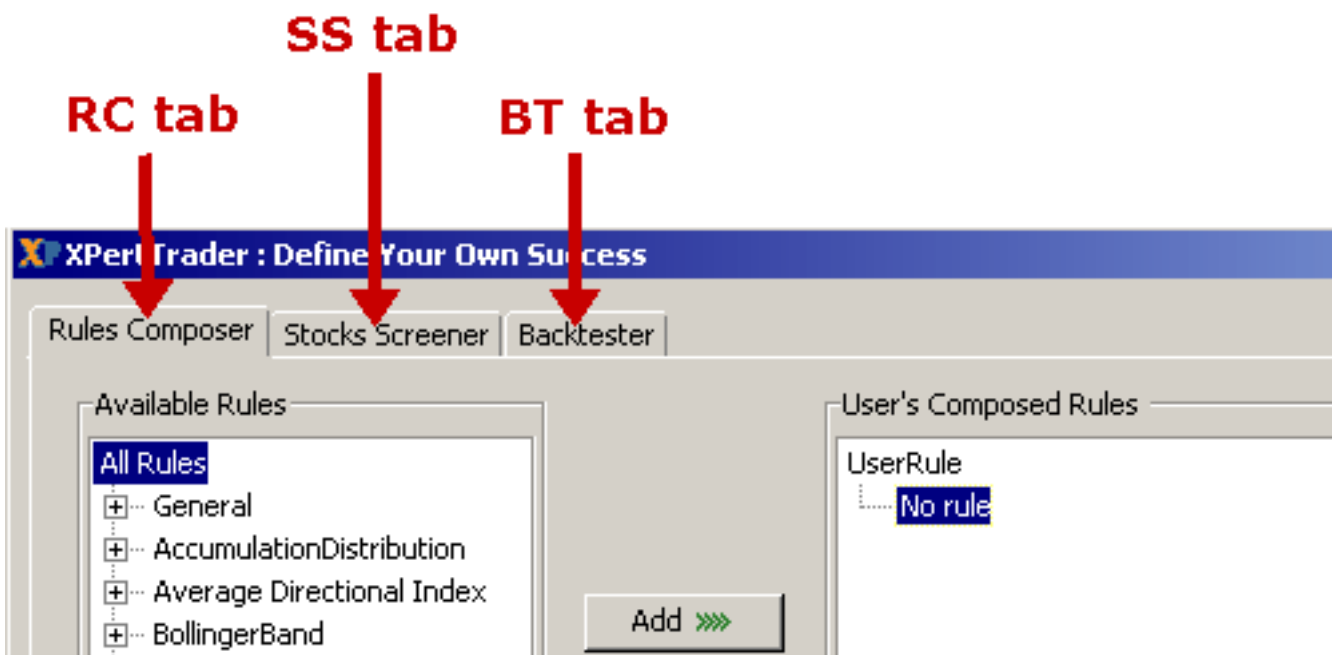 SS tab
RC tab
BT tab
XPertTrader : Define Your Own Success
Rules Composer
Stocks Screener
Backtester
Available Rules
User's Composed Rules
All Rules
UserRule
General
No rule
AccumulationDistribution
Average Directional Index
Add
BollingerBand